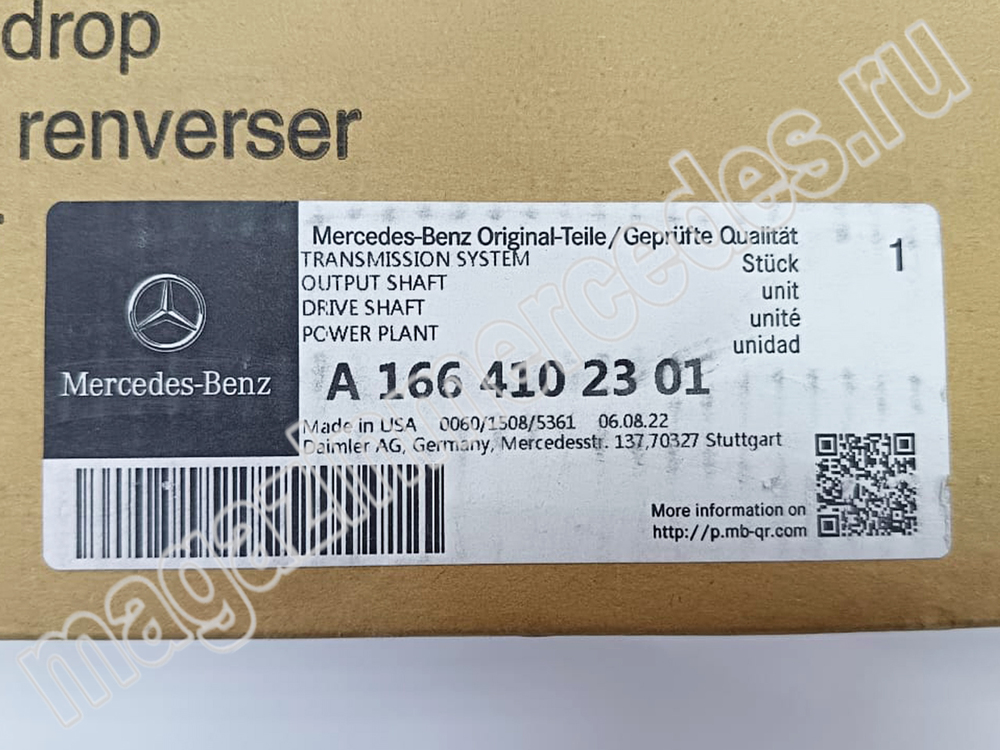 drop
renverser
Mercedes-Benz
Mercedes-Benz Original-Teile/Geprüfte Qualität
TRANSMISSION SYSTEM
OUTPUT SHAFT
DRIVE SHAFT
POWER PLANT
Stück
unit
unité
unidad
1
A 166 410 23 01
Made in USA 0060/1508/5361 06.08.22
Daimler AG, Germany, Mercedesstr. 137,70327 Stuttgart
More information on
http://p.mb-qr.com
magazinmercedes.ru